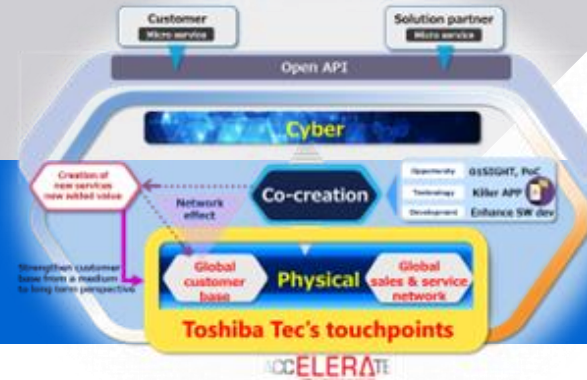 Customer
Micro service
Solution partner
Micro service
Open API
Cyber
Creation of
new services
new added value
Network
effect
Co-creation
Opportunity
G1SIGHT, PoC
Technology
Killer APP
Development
Enhance SW dev
Strengthen customer
base from a medium
to long term perspective
Global
customer
base
Physical
Global
sales & service
network
Toshiba Tec's touchpoints
ACCELERATE